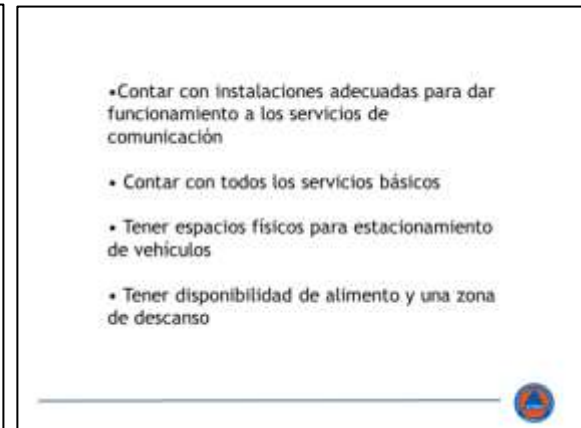 •Contar con instalaciones adecuadas para dar
funcionamiento a los servicios de
comunicación
• Contar con todos los servicios básicos
• Tener espacios físicos para estacionamiento
de vehículos
• Tener disponibilidad de alimento y una zona
de descanso